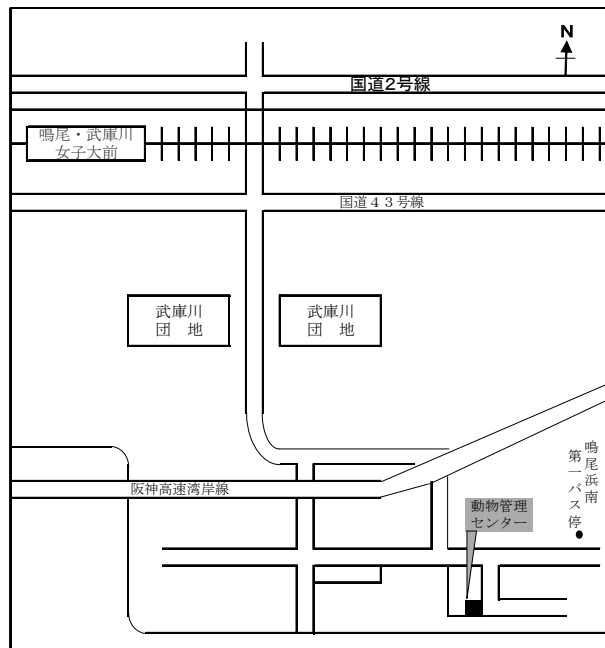 N
国道2号線
鳴尾・武庫川
女子大前
国道43号線
武庫川
団　地
武庫川
団　地
鳴尾浜南
第一バス停
阪神高速湾岸線
動物管理
センター